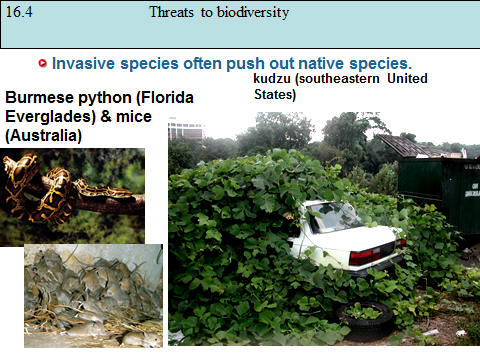 16.4 Threats to biodiversity
Invasive species often push out native species.
kudzu (southeastern United
States)
Burmese python (Florida
Everglades) & mice
(Australia)